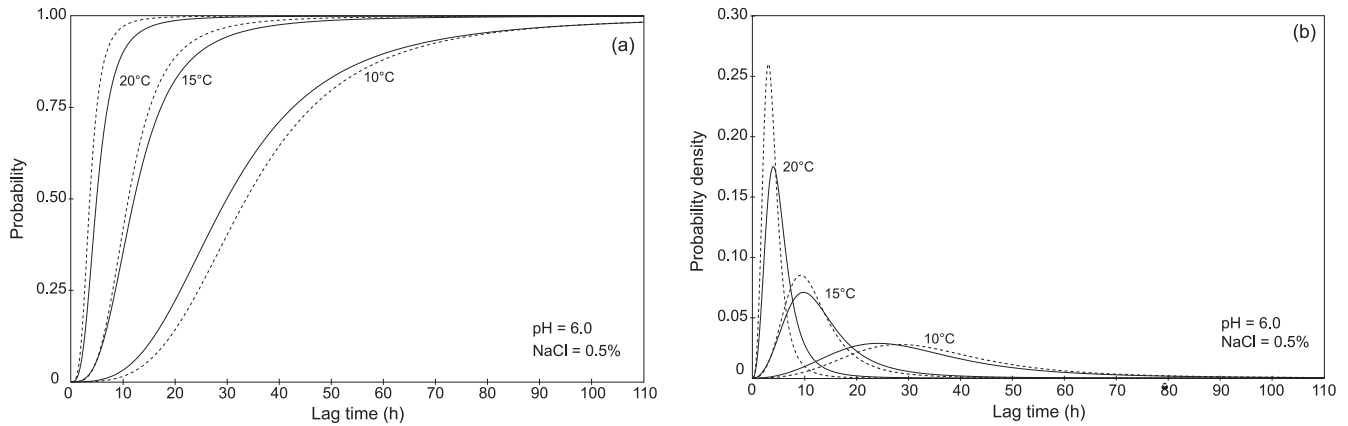 (a)
1.00
0.75
0.50
0.25
0
Probability
20°C
15°C
10°C
pH = 6.0
NaCl = 0.5%
0 10 20 30 40 50 60 70 80 90 100 110
Lag time (h)
(b)
0.30
0.25
0.20
0.15
0.10
0.05
0
Probability density
20°C
15°C
10°C
pH = 6.0
NaCl = 0.5%
0 10 20 30 40 50 60 70 80 90 100 110
Lag time (h)